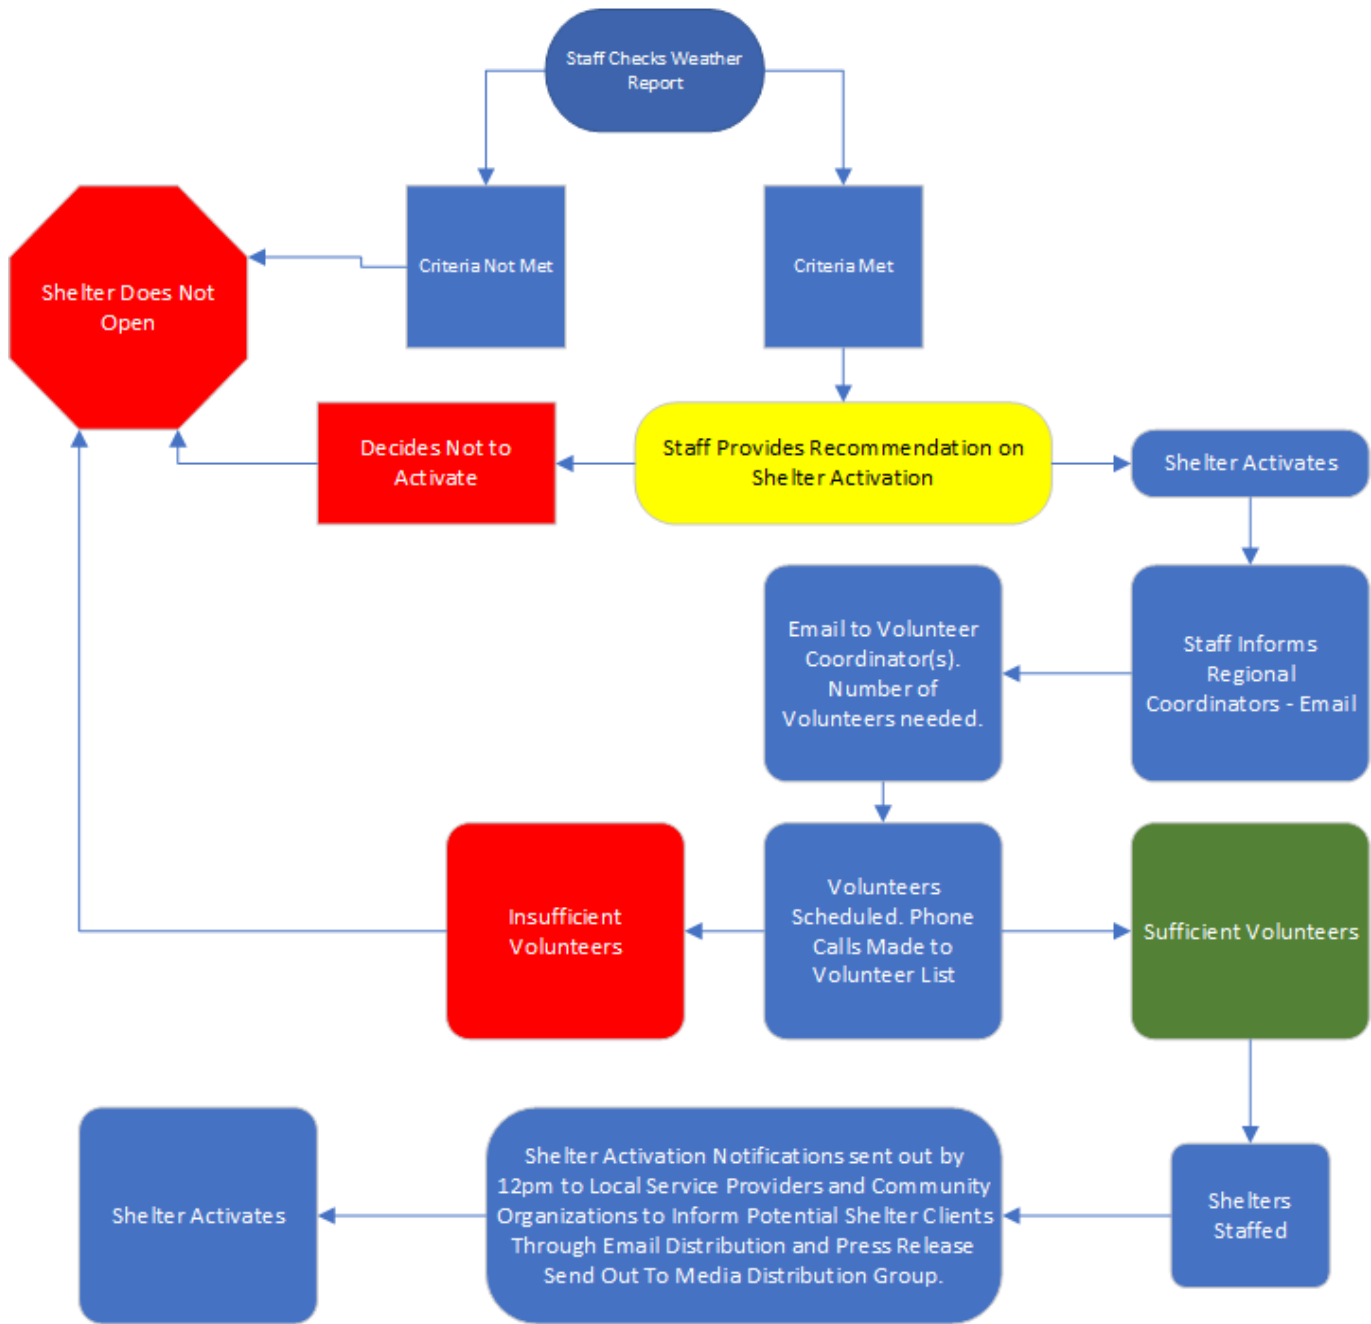 Staff Checks Weather
Report
Criteria Not Met
Criteria Met
Shelter Does Not
Open
Decides Not to
Activate
Staff Provides Recommendation on
Shelter Activation
Shelter Activates
Email to Volunteer
Coordinator(s).
Number of
Volunteers needed.
Staff Informs
Regional
Coordinators - Email
Insufficient
Volunteers
Volunteers
Scheduled. Phone
Calls Made to
Volunteer List
Sufficient Volunteers
Shelter Activates
Shelter Activation Notifications sent out by
12pm to Local Service Providers and Community
Organizations to Inform Potential Shelter Clients
Through Email Distribution and Press Release
Send Out To Media Distribution Group.
Shelters
Staffed